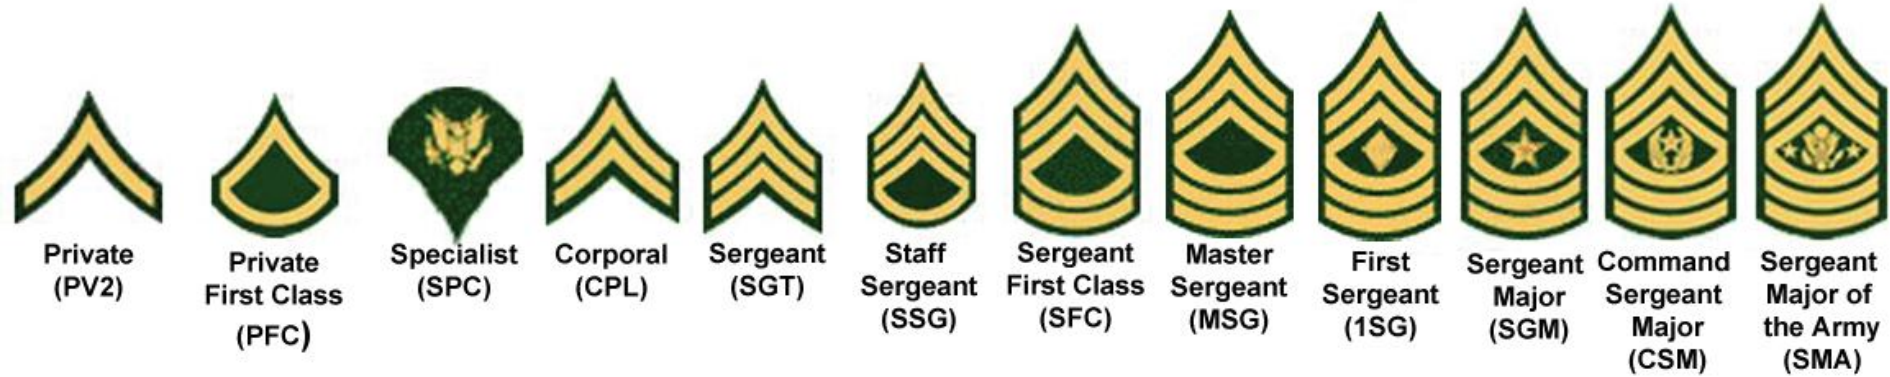 Private
(PV2)
Private
First Class
(PFC)
Specialist
(SPC)
Corporal
(CPL)
Sergeant
(SGT)
Staff
Sergeant
(SSG)
Sergeant
First Class
(SFC)
Master
Sergeant
(MSG)
First
Sergeant
(1SG)
Sergeant
Major
(SGM)
Command
Sergeant
Major
(CSM)
Sergeant
Major of
the Army
(SMA)